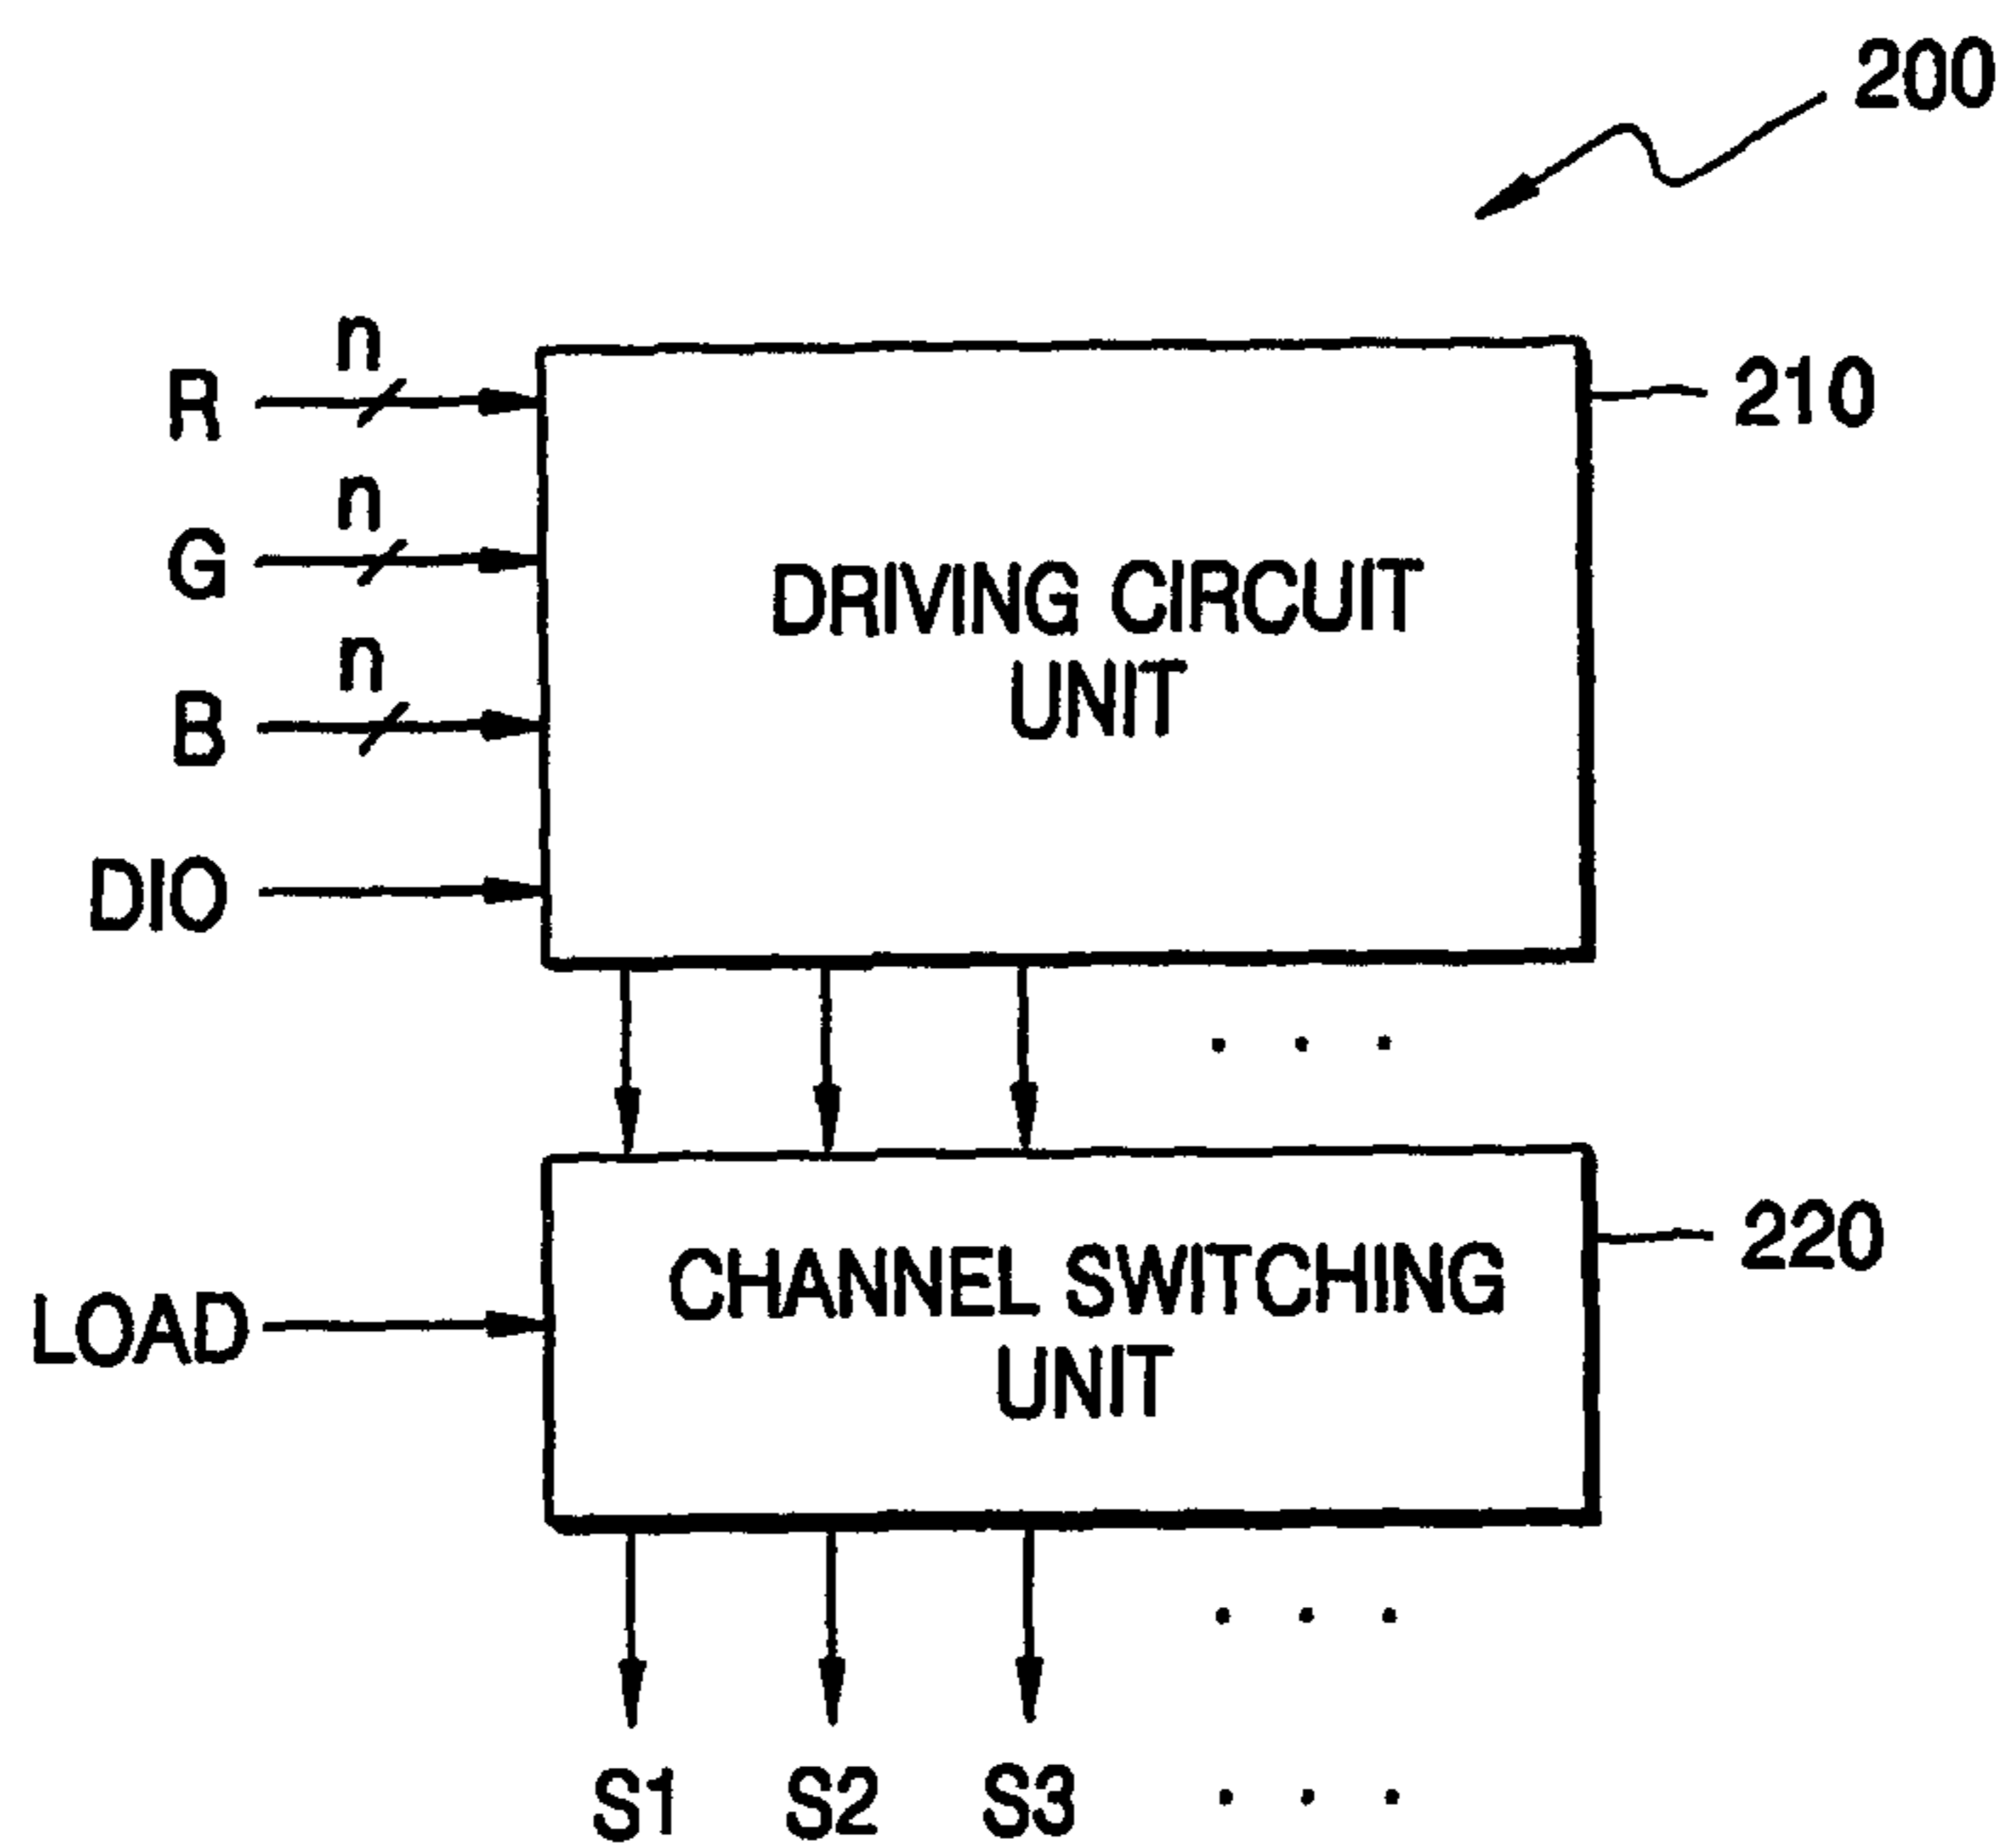 200
n
R
210
n
G
DRIVING CIRCUIT
UNIT
n
B
DIO
. . .
220
CHANNEL SWITCHING
UNIT
LOAD
. . .
S1 S2 S3 . . .